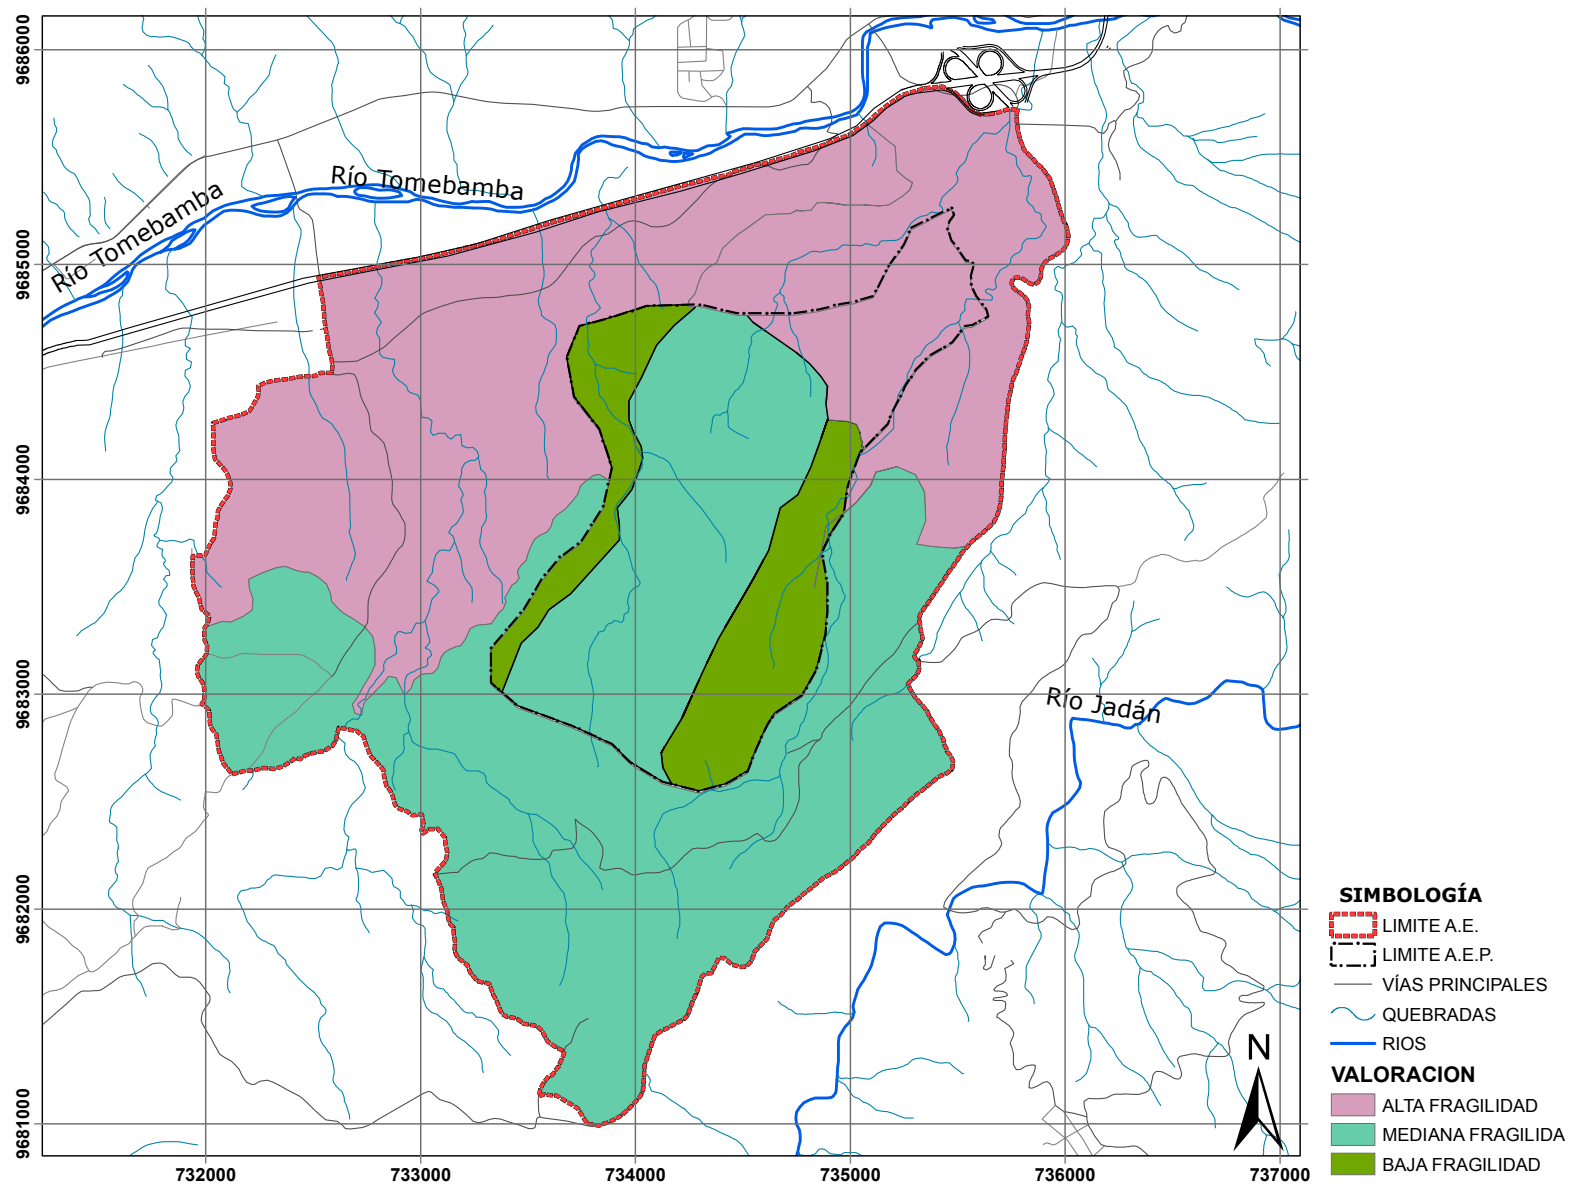 9686000
9685000
9684000
9683000
9682000
9681000
Río Tomebamba
Río Tomebamba
Río Jadán
732000
733000
734000
735000
736000
737000
SIMBOLOGÍA
LIMITE A.E.
LIMITE A.E.P.
VÍAS PRINCIPALES
QUEBRADAS
RIOS
VALORACION
ALTA FRAGILIDAD
MEDIANA FRAGILIDA
BAJA FRAGILIDAD
N